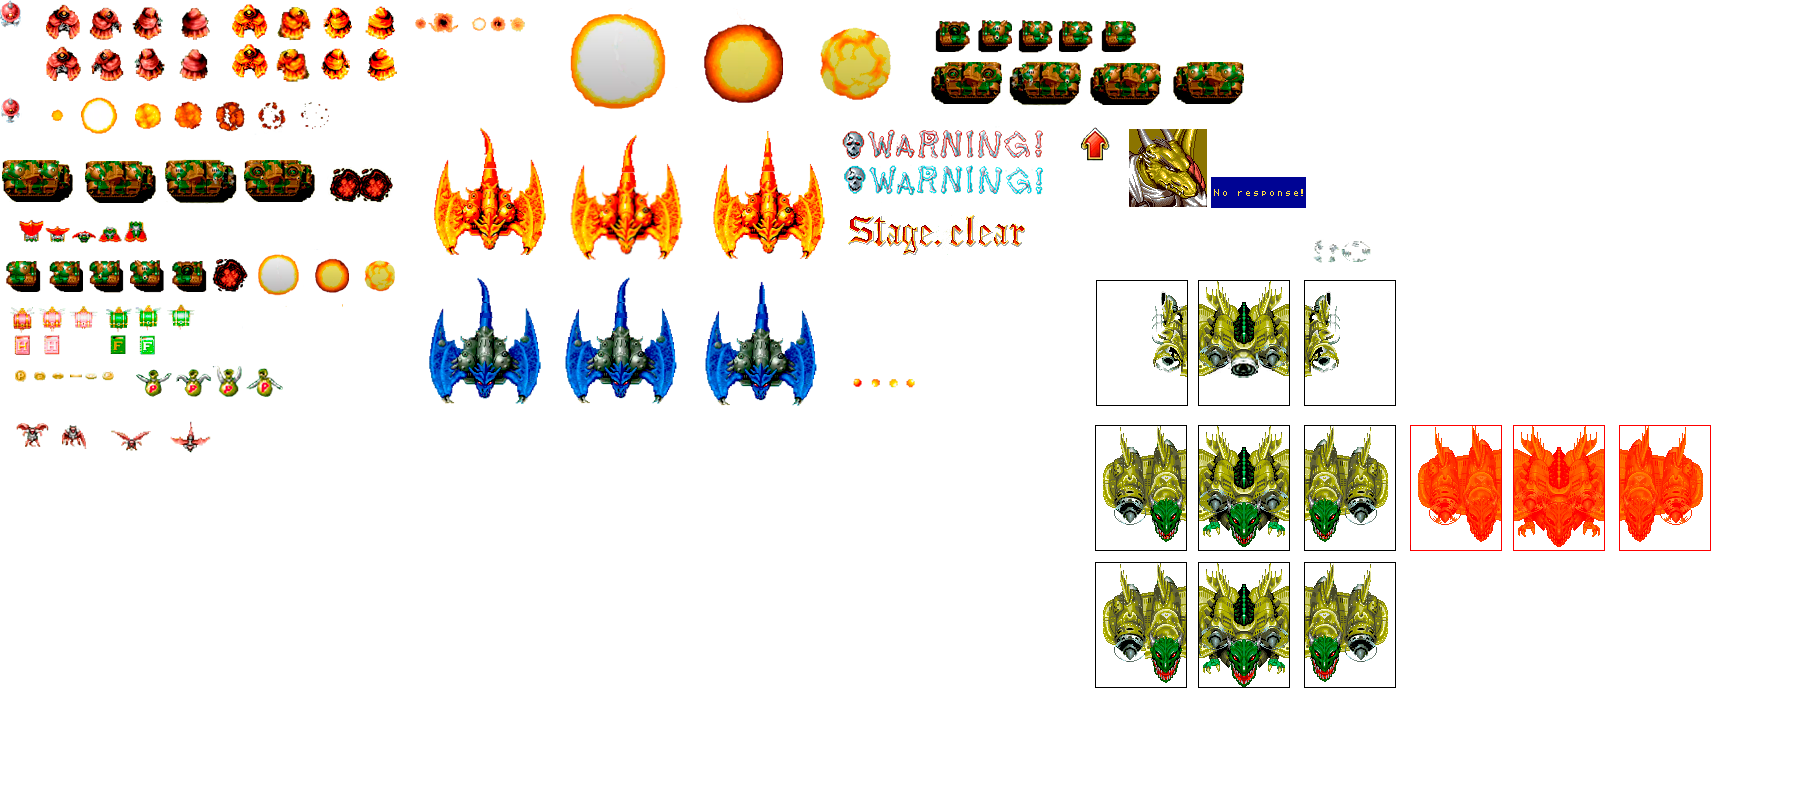 WARNING!
WARNING!
No response!
Stage.clear
H H F F
P P P P P